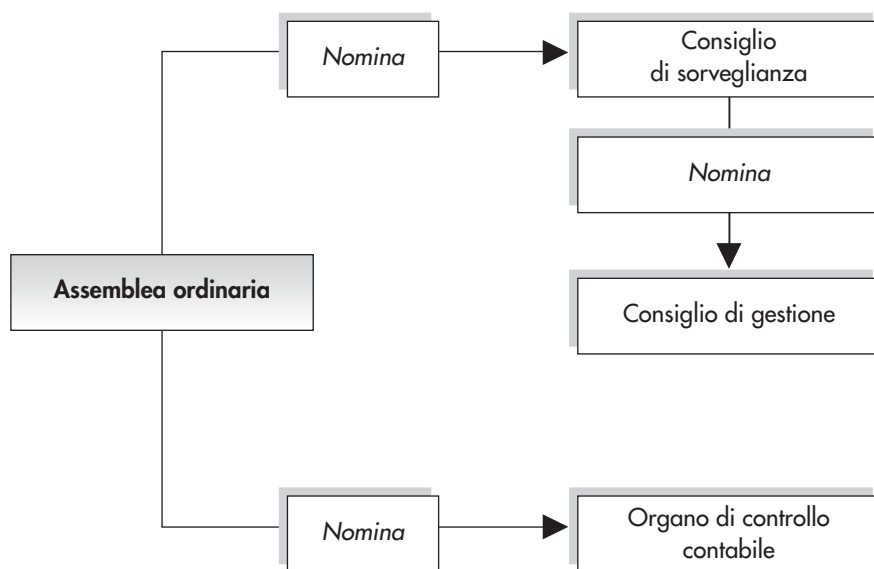 Nomina
Consiglio
di sorveglianza
Nomina
Assemblea ordinaria
Consiglio di gestione
Nomina
Organo di controllo
contabile